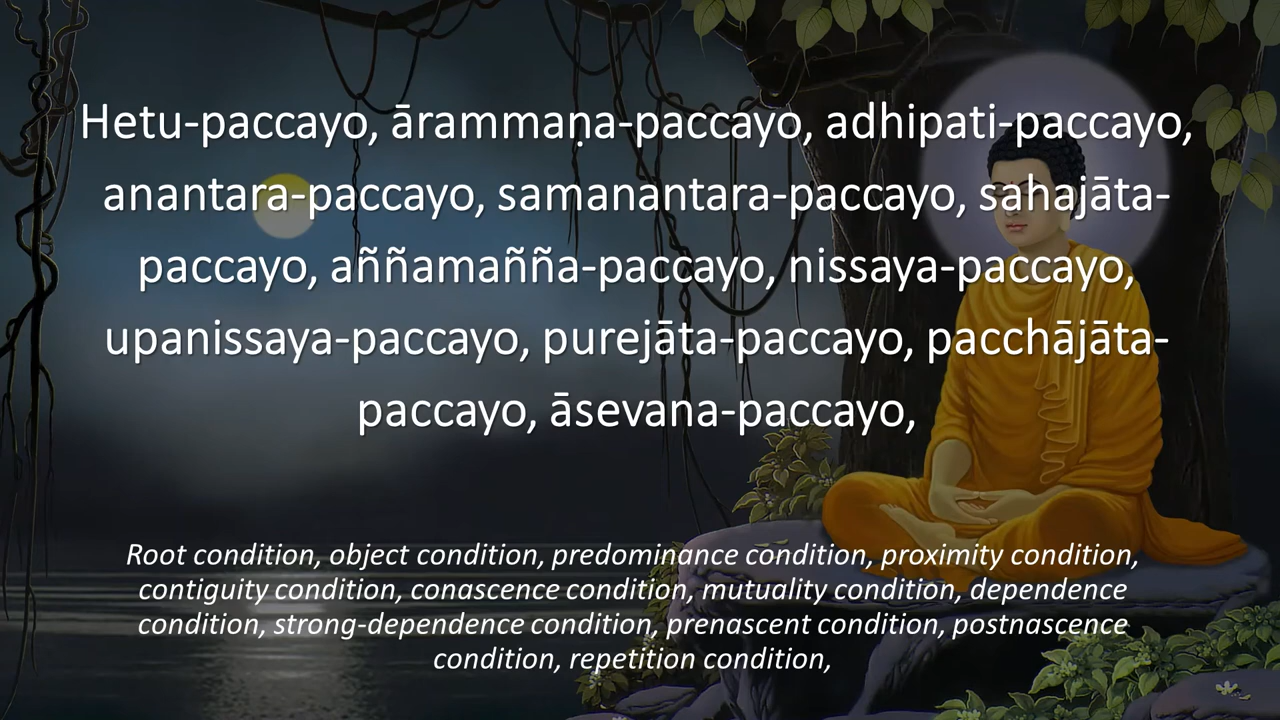 Hetu-paccayo, ārammaṇa-paccayo, adhipati-paccayo,
anantara-paccayo, samanantara-paccayo, sahajāta-
paccayo, aññamañña-paccayo, nissaya-paccayo,
upanissaya-paccayo, purejāta-paccayo, pacchājāta-
paccayo, āsevana-paccayo,
Root condition, object condition, predominance condition, proximity condition,
contiguity condition, conascence condition, mutuality condition, dependence
condition, strong-dependence condition, prenascent condition, postnascence
condition, repetition condition,